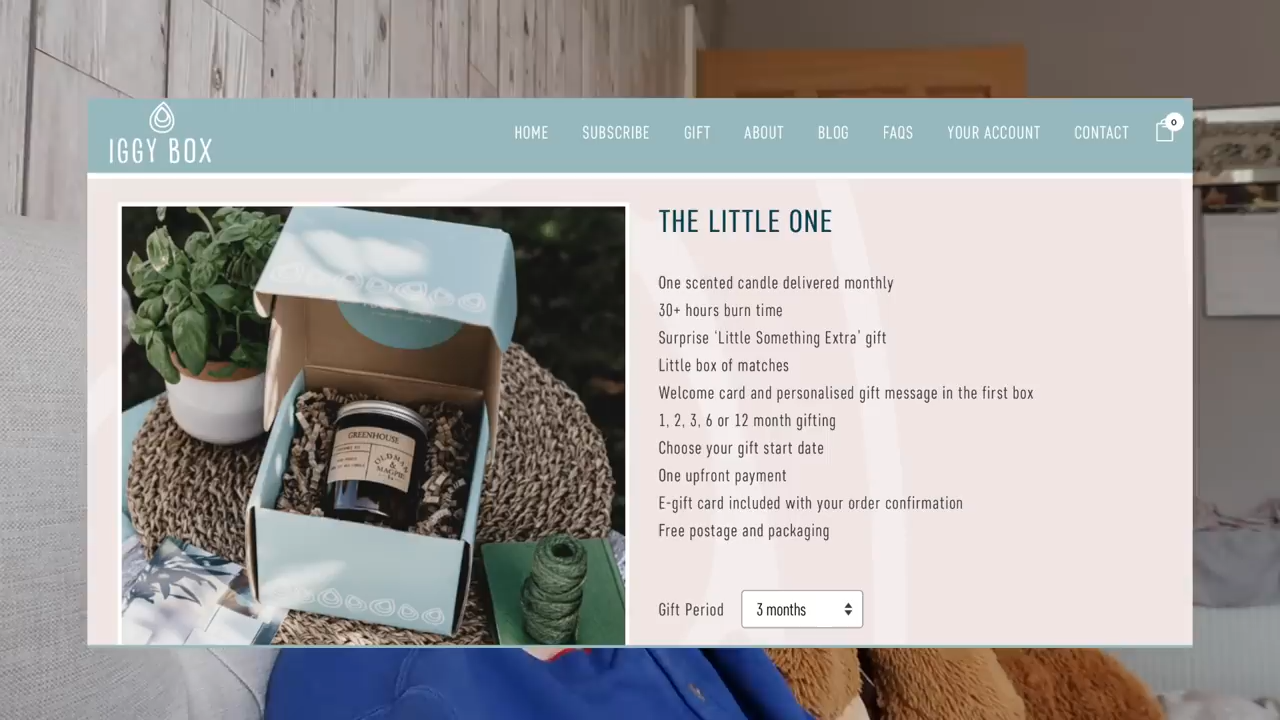 IGGY BOX
HOME SUBSCRIBE GIFT ABOUT BLOG FAQS YOUR ACCOUNT CONTACT 0
THE LITTLE ONE
One scented candle delivered monthly
30+ hours burn time
Surprise ‘Little Something Extra’ gift
Little box of matches
Welcome card and personalised gift message in the first box
1, 2, 3, 6 or 12 month gifting
Choose your gift start date
One upfront payment
E-gift card included with your order confirmation
Free postage and packaging
Gift Period 3 months
GREENHOUSE
OLD MAN
&
MAGPIE